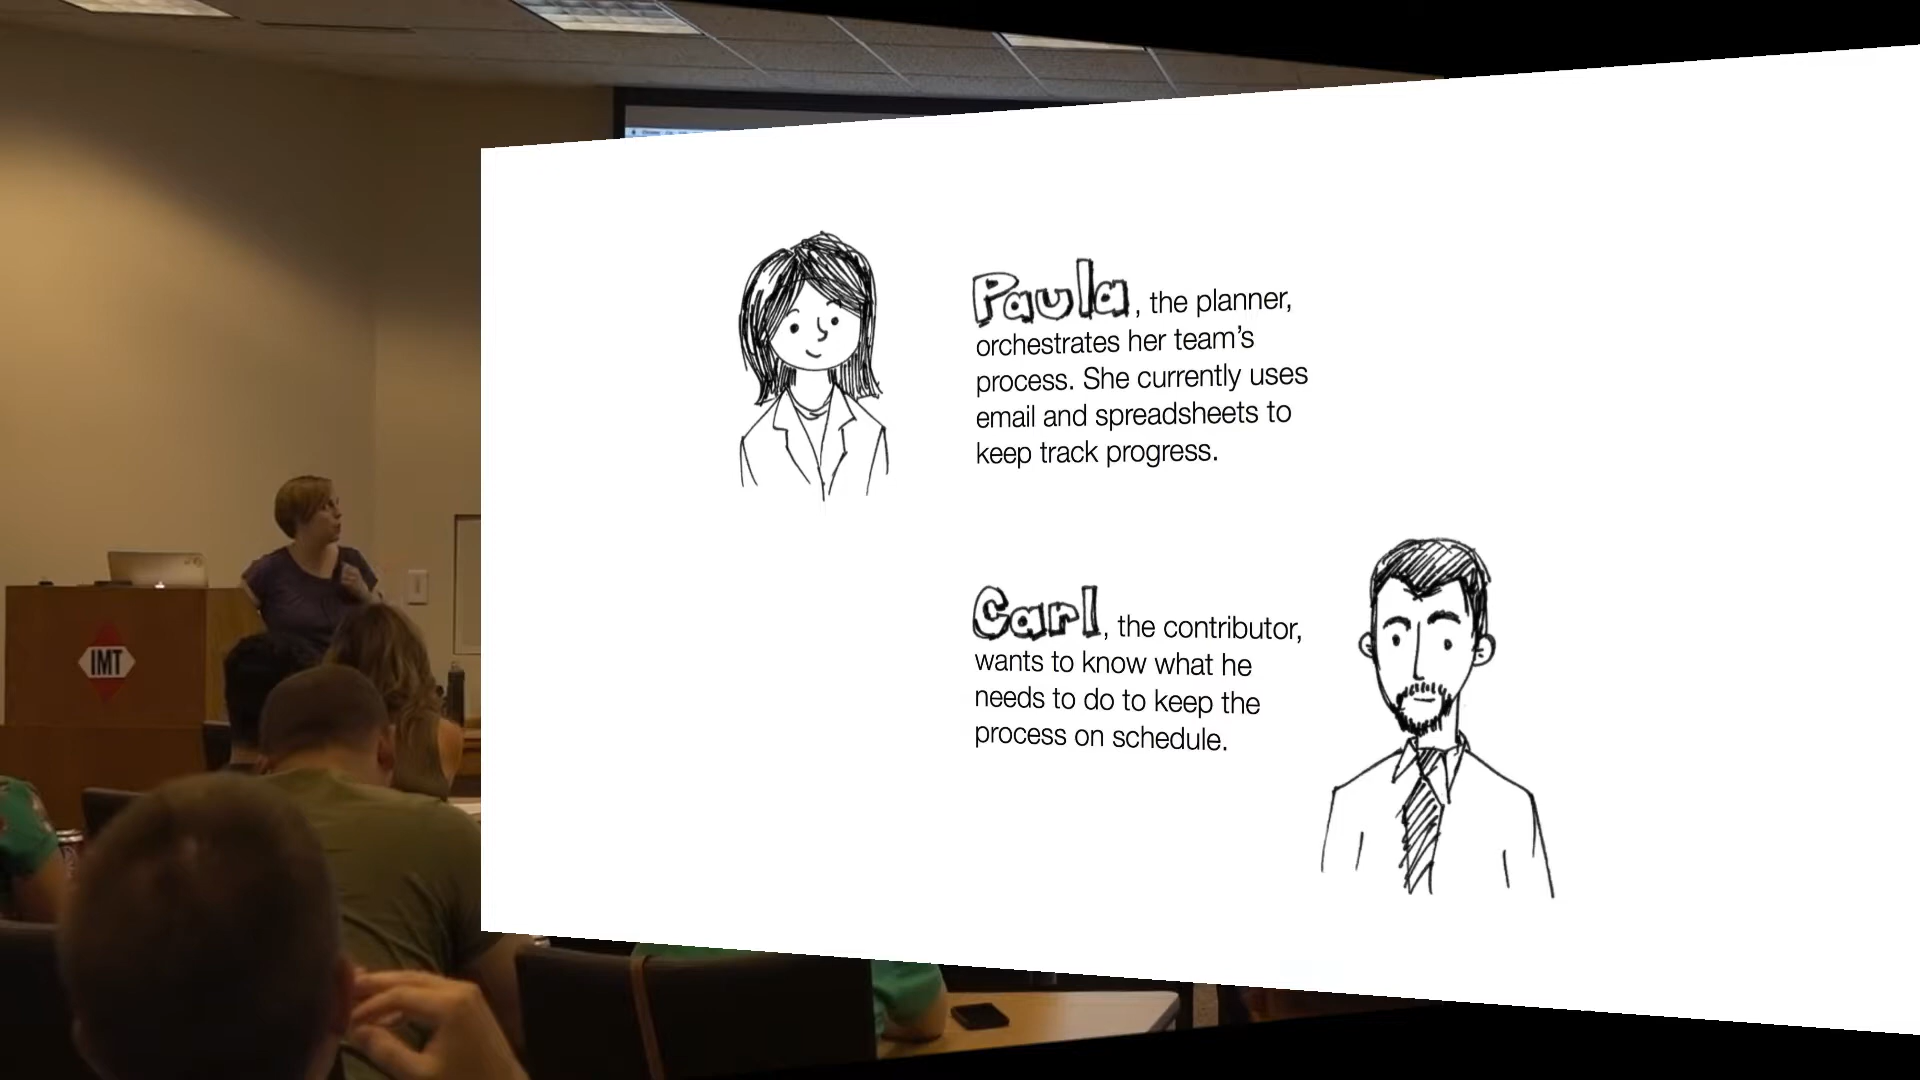 Paula, the planner,
orchestrates her team's
process. She currently uses
email and spreadsheets to
keep track progress.
Carl, the contributor,
wants to know what he
needs to do to keep the
process on schedule.
IMT